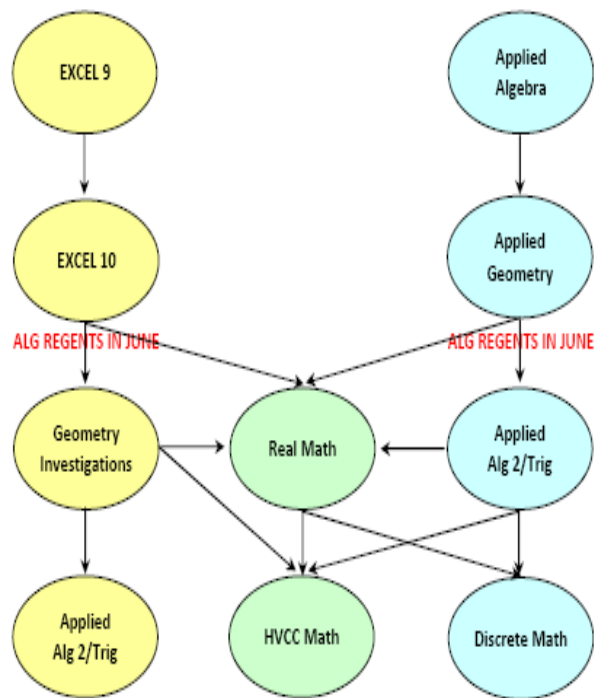 EXCEL 9
Applied
Algebra
EXCEL 10
Applied
Geometry
ALG REGENTS IN JUNE
ALG REGENTS IN JUNE
Geometry
Investigations
Real Math
Applied
Alg 2/Trig
Applied
Alg 2/Trig
HVCC Math
Discrete Math